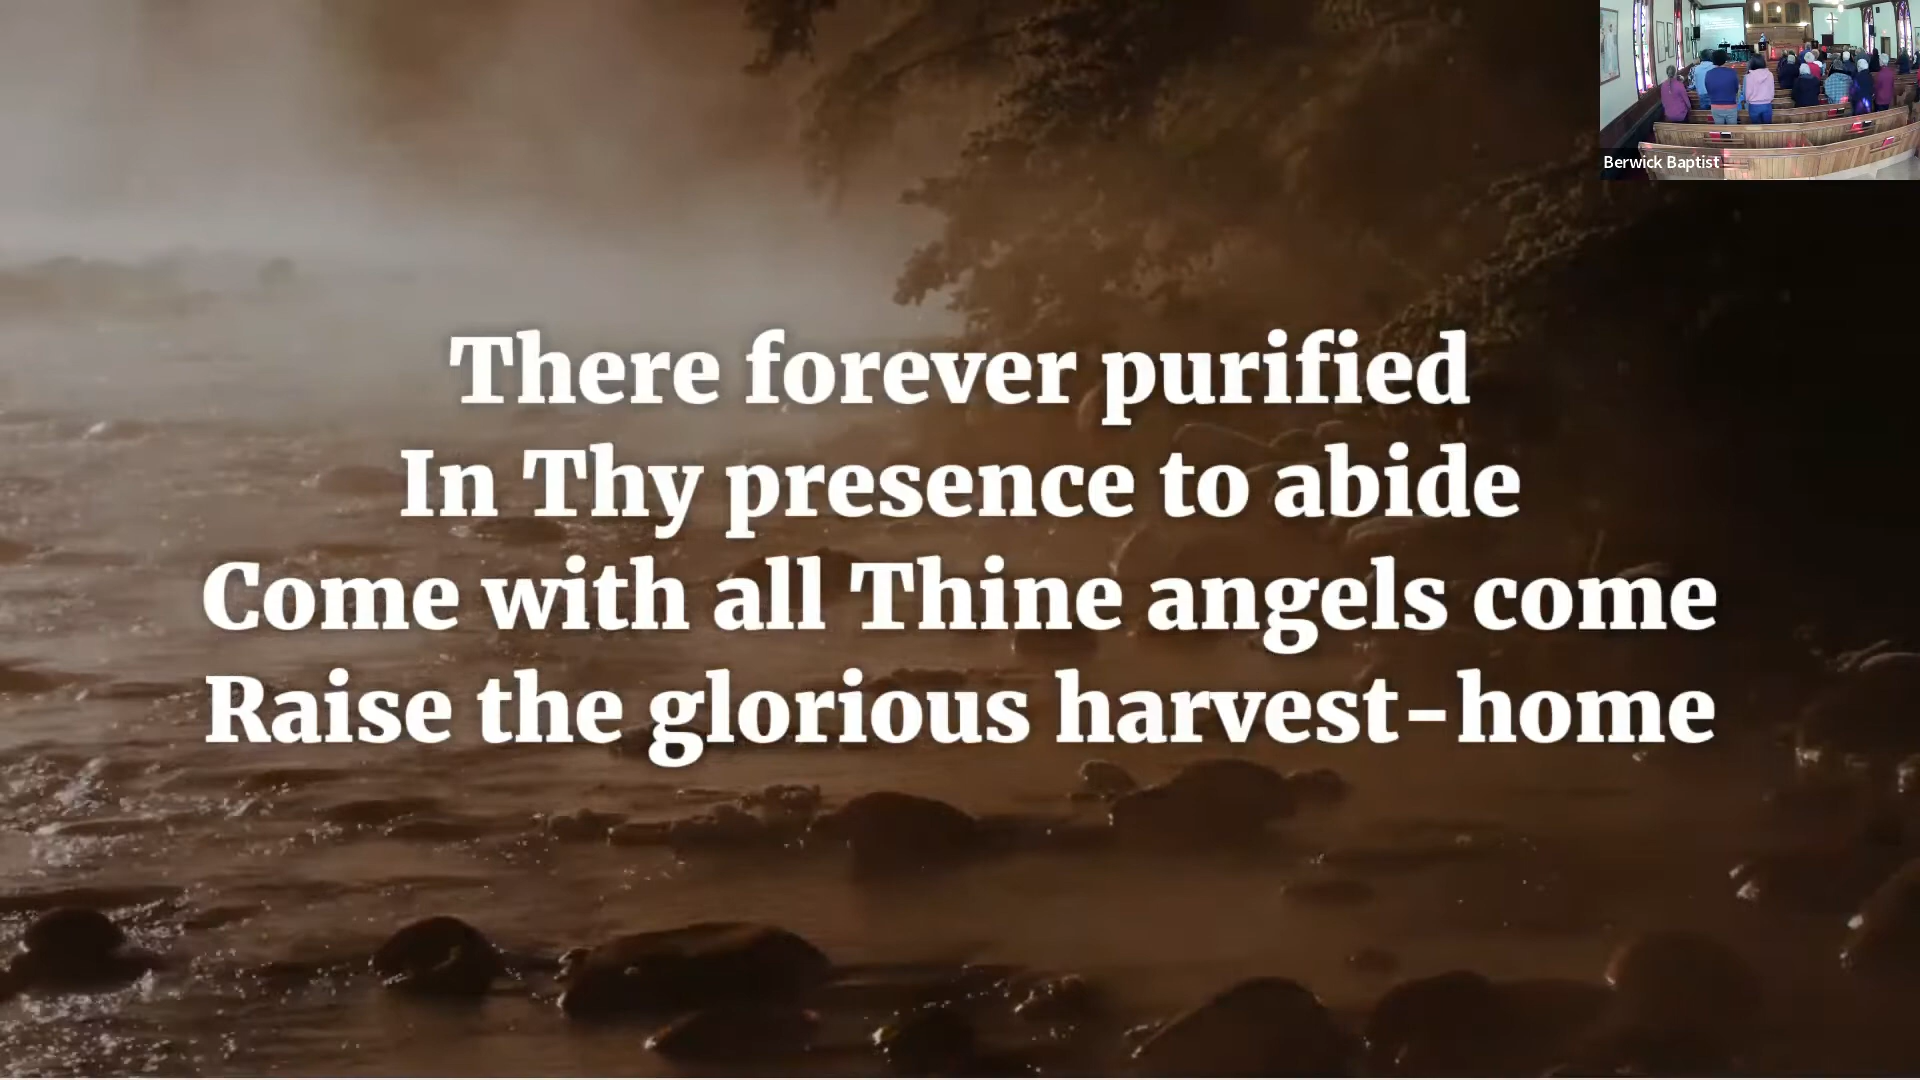 Berwick Baptist
There forever purified
In Thy presence to abide
Come with all Thine angels come
Raise the glorious harvest-home